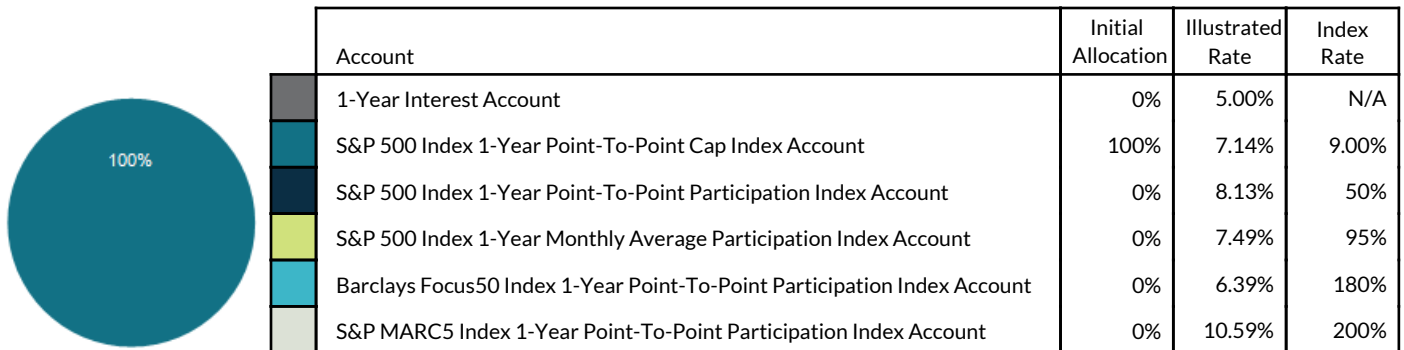 Initial Illustrated Index
Account Allocation Rate Rate
1-Year Interest Account 0% 5.00% N/A
100%
S&P 500 Index 1-Year Point-To-Point Cap Index Account 100% 7.14% 9.00%
S&P 500 Index 1-Year Point-To-Point Participation Index Account 0% 8.13% 50%
S&P 500 Index 1-Year Monthly Average Participation Index Account 0% 7.49% 95%
Barclays Focus50 Index 1-Year Point-To-Point Participation Index Account 0% 6.39% 180%
S&P MARC5 Index 1-Year Point-To-Point Participation Index Account 0% 10.59% 200%